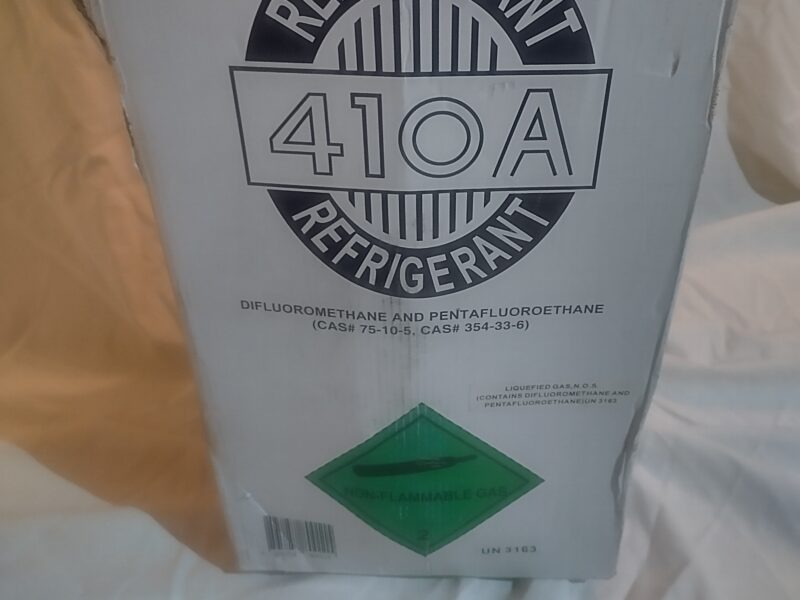 REFRIGERANT
410A
REFRIGERANT
DIFLUOROMETHANE AND PENTAFLUOROETHANE
(CAS# 75-10-5, CAS# 354-33-6)
LIQUEFIED GAS,N.O.S.
(CONTAINS DIFLUOROMETHANE AND
PENTAFLUOROETHANE)UN 3163
NON-FLAMMABLE GAS
2
UN 3163